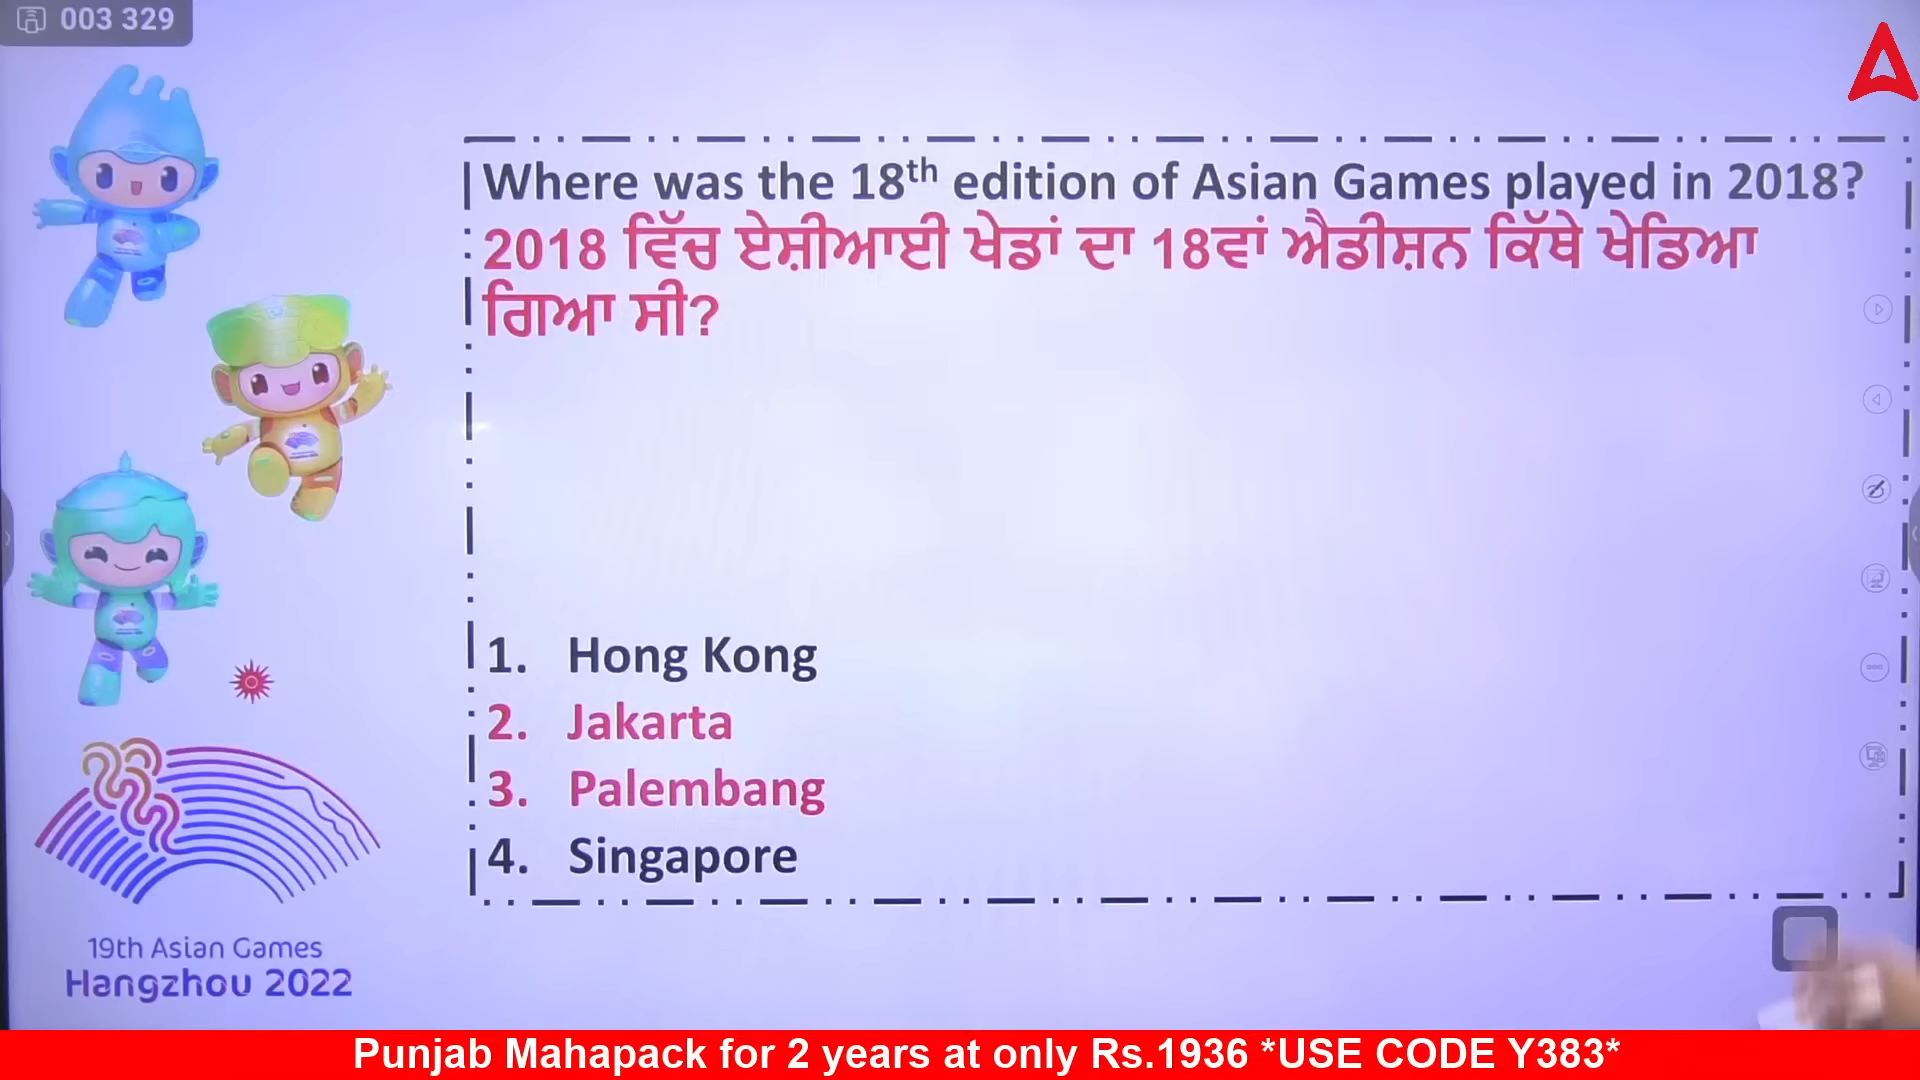 003 329
Where was the 18th edition of Asian Games played in 2018?
2018 ਵਿੱਚ ਏਸ਼ੀਆਈ ਖੇਡਾਂ ਦਾ 18ਵਾਂ ਐਡੀਸ਼ਨ ਕਿੱਥੇ ਖੇਡਿਆ
ਗਿਆ ਸੀ?
1. Hong Kong
2. Jakarta
3. Palembang
4. Singapore
19th Asian Games
Hangzhou 2022
Punjab Mahapack for 2 years at only Rs.1936 *USE CODE Y383*